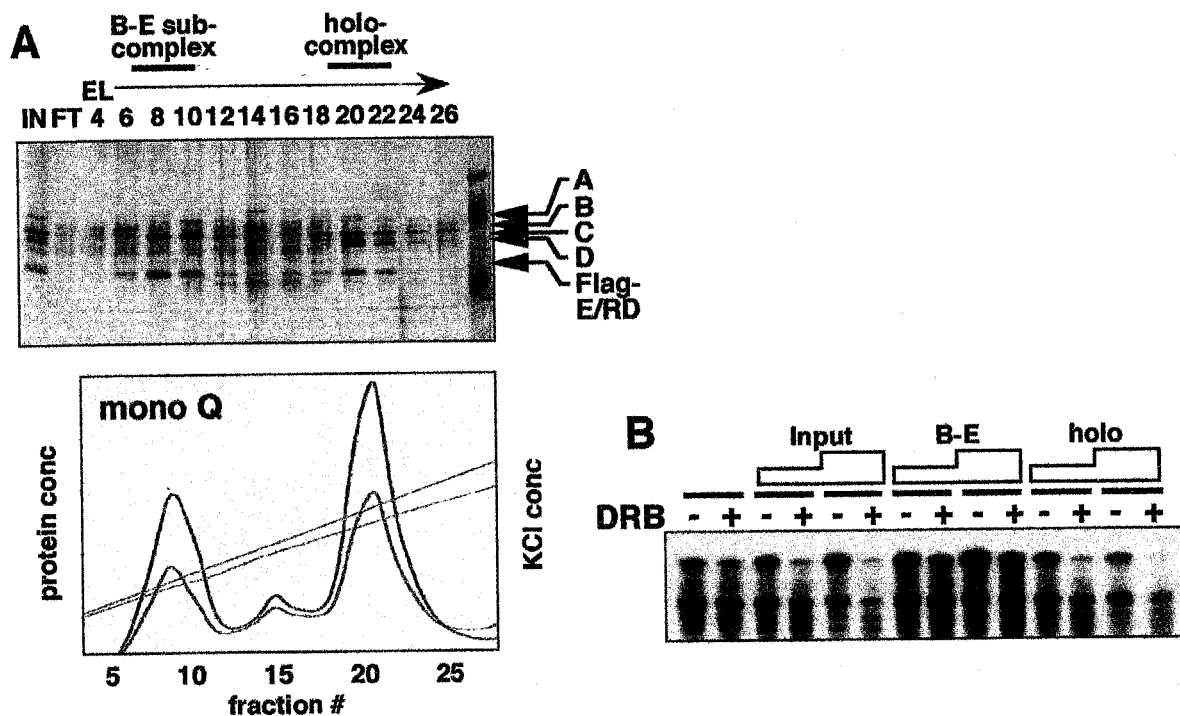 A
B-E sub-
complex
holo-
complex
EL
IN FT 4 6 8 10 12 14 16 18 20 22 24 26
A
B
C
D
Flag-
E/RD
mono Q
protein conc
KCl conc
5 10 15 20 25
fraction #
B
Input B-E holo
DRB - + - + - + - + - + - + - +